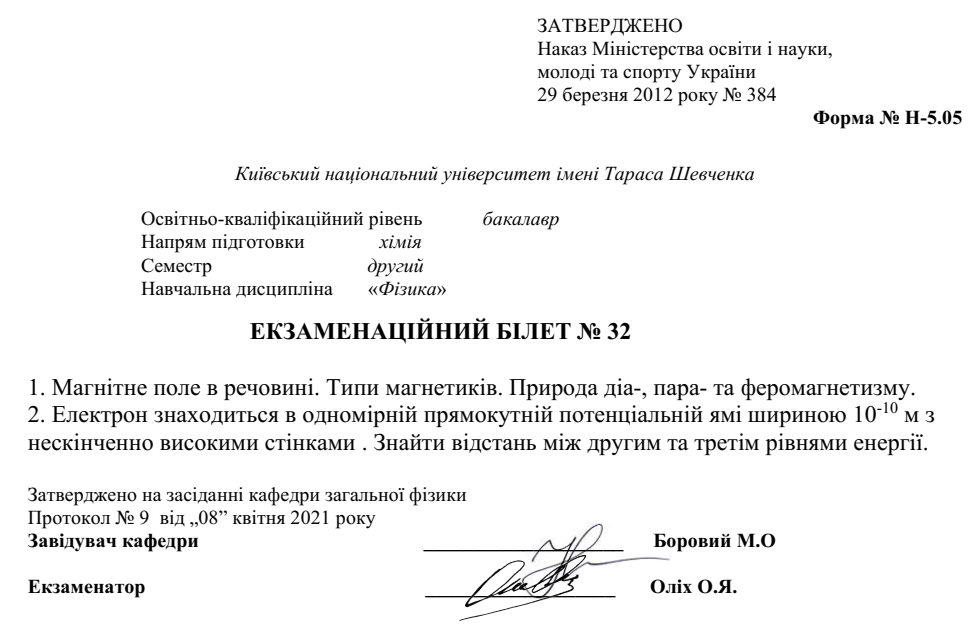 ЗАТВЕРДЖЕНО
Наказ Міністерства освіти і науки,
молоді та спорту України
29 березня 2012 року № 384
Форма № Н-5.05
Київський національний університет імені Тараса Шевченка
Освітньо-кваліфікаційний рівень бакалавр
Напрям підготовки хімія
Семестр другий
Навчальна дисципліна «Фізика»
ЕКЗАМЕНАЦІЙНИЙ БІЛЕТ № 32
1. Магнітне поле в речовині. Типи магнетиків. Природа діа-, пара- та феромагнетизму.
2. Електрон знаходиться в одномірній прямокутній потенціальній ямі шириною 10⁻¹⁰ м з
нескінченно високими стінками . Знайти відстань між другим та третім рівнями енергії.
Затверджено на засіданні кафедри загальної фізики
Протокол № 9 від „08” квітня 2021 року
Завідувач кафедри ____________________ Боровий М.О
Екзаменатор ____________________ Оліх О.Я.